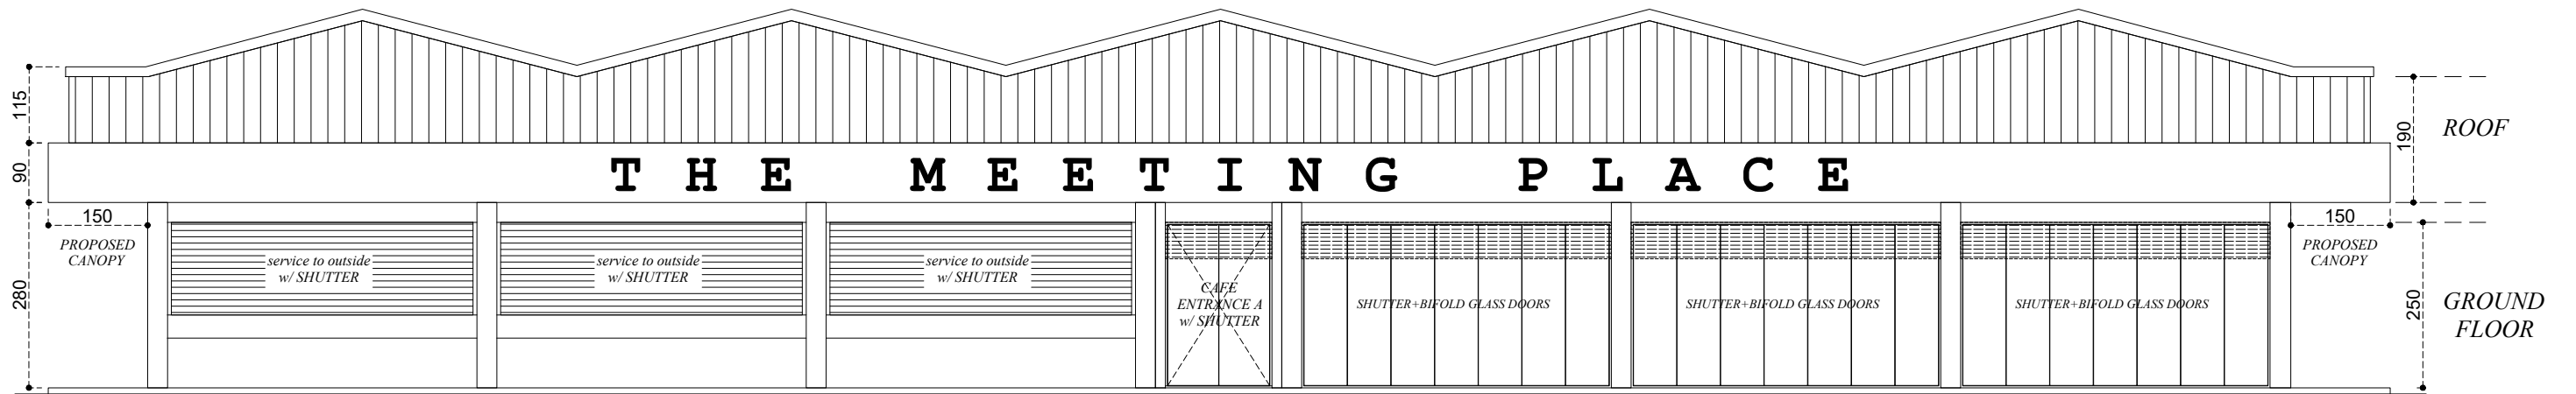 115
190
ROOF
90
THE MEETING PLACE
150
PROPOSED
CANOPY
150
PROPOSED
CANOPY
280
service to outside
w/ SHUTTER
service to outside
w/ SHUTTER
service to outside
w/ SHUTTER
CAFE
ENTRANCE A
w/ SHUTTER
SHUTTER+BIFOLD GLASS DOORS
SHUTTER+BIFOLD GLASS DOORS
SHUTTER+BIFOLD GLASS DOORS
250
GROUND
FLOOR